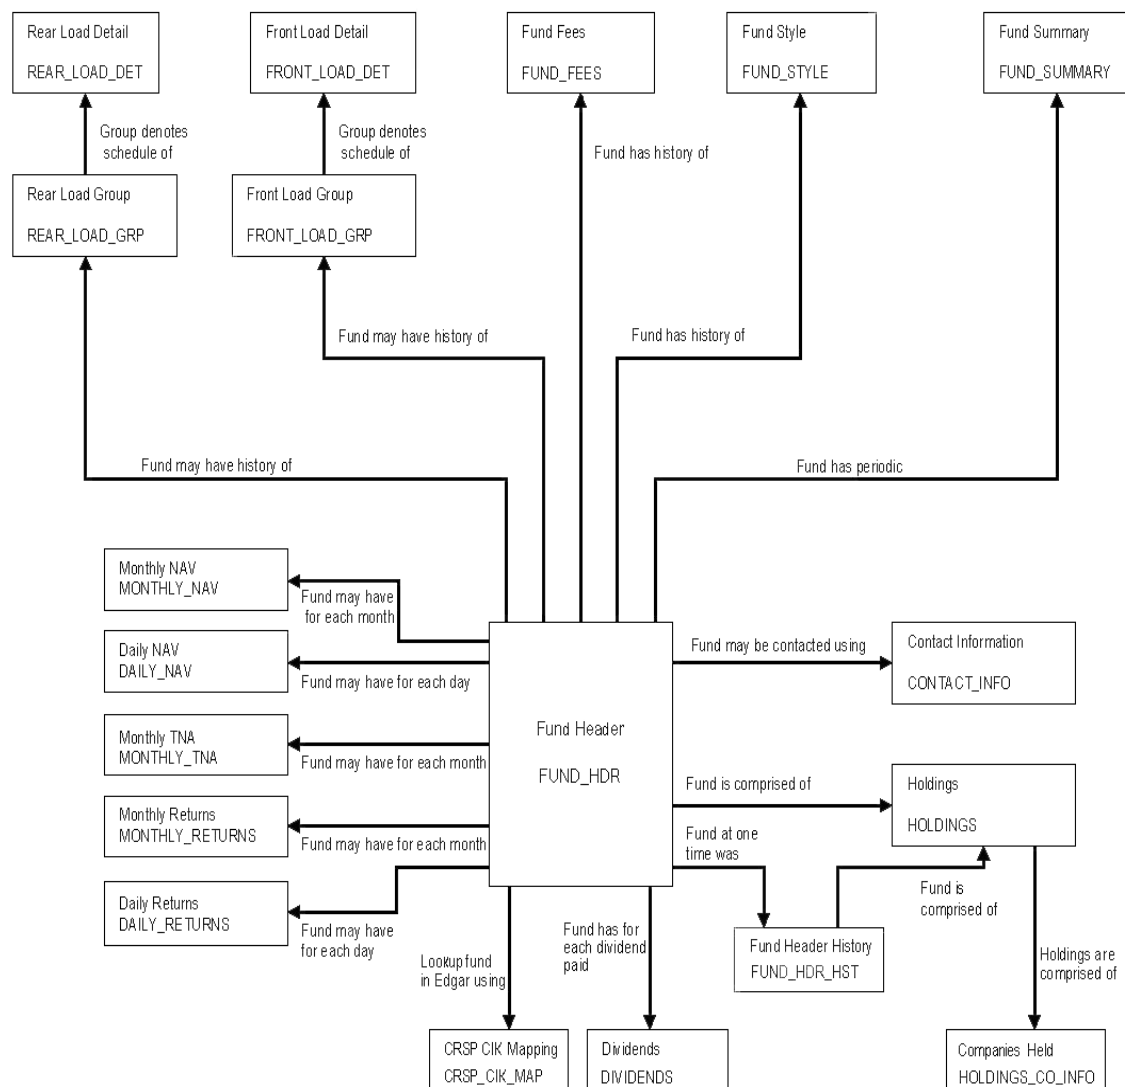 Rear Load Detail
REAR_LOAD_DET
Front Load Detail
FRONT_LOAD_DET
Fund Fees
FUND_FEES
Fund Style
FUND_STYLE
Fund Summary
FUND_SUMMARY
Group denotes
schedule of
Group denotes
schedule of
Fund has history of
Rear Load Group
REAR_LOAD_GRP
Front Load Group
FRONT_LOAD_GRP
Fund may have history of
Fund has history of
Fund may have history of
Fund has periodic
Monthly NAV
MONTHLY_NAV
Fund may have
for each month
Daily NAV
DAILY_NAV
Fund may have for each day
Monthly TNA
MONTHLY_TNA
Fund may have for each month
Monthly Returns
MONTHLY_RETURNS
Fund may have for each month
Daily Returns
DAILY_RETURNS
Fund may have
for each day
Fund Header
FUND_HDR
Fund may be contacted using
Contact Information
CONTACT_INFO
Fund is comprised of
Holdings
HOLDINGS
Fund at one
time was
Fund is
comprised of
Fund Header History
FUND_HDR_HST
Holdings are
comprised of
Lookup fund
in Edgar using
Fund has for
each dividend
paid
CRSP CIK Mapping
CRSP_CIK_MAP
Dividends
DIVIDENDS
Companies Held
HOLDINGS_CO_INFO